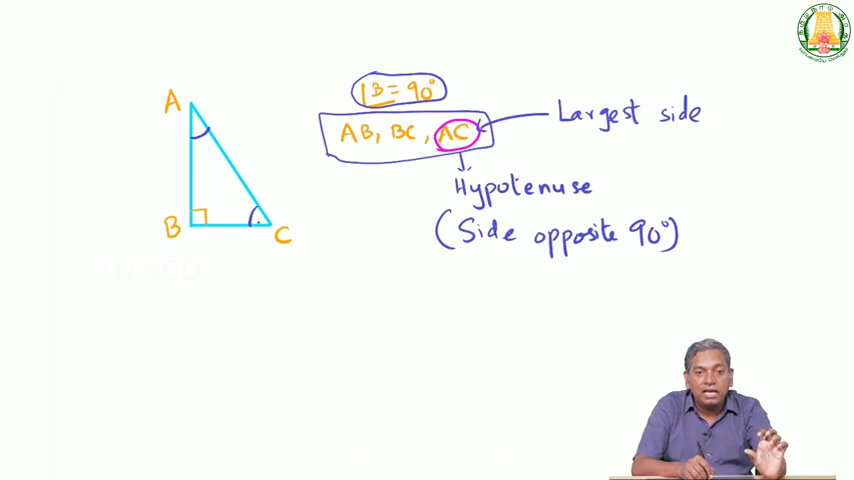 A
B
C
∠B = 90°
AB, BC, AC
Largest side
Hypotenuse
(Side opposite 90°)
TN SED